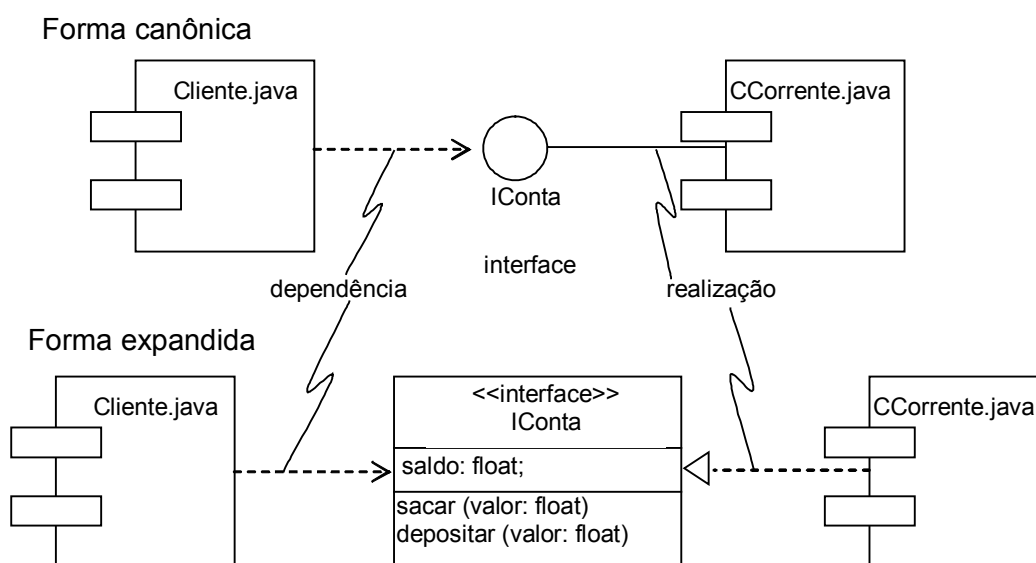 Forma canônica
Cliente.java
CCorrente.java
IConta
interface
dependência
realização
Forma expandida
Cliente.java
<<interface>>
IConta
CCorrente.java
saldo: float;
sacar (valor: float)
depositar (valor: float)